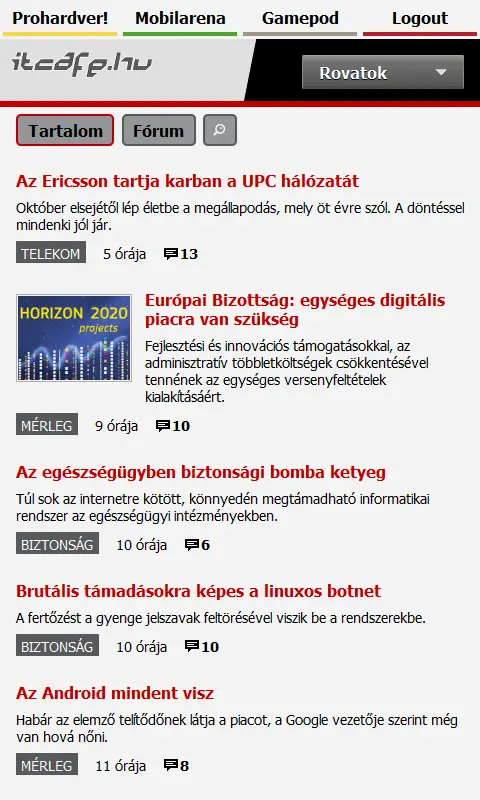 Prohardver! Mobilarena Gamepod Logout
itcafe.hu
Rovatok
Tartalom Fórum
Az Ericsson tartja karban a UPC hálózatát
Október elsejétől lép életbe a megállapodás, mely öt évre szól. A döntéssel
mindenki jól jár.
TELEKOM 5 órája 13
HORIZON 2020
projects
Európai Bizottság: egységes digitális
piacra van szükség
Fejlesztési és innovációs támogatásokkal, az
adminisztratív többletköltségek csökkentésével
tennének az egységes versenyfeltételek
kialakításáért.
MÉRLEG 9 órája 10
Az egészségügyben biztonsági bomba ketyeg
Túl sok az internetre kötött, könnyedén megtámadható informatikai
rendszer az egészségügyi intézményekben.
BIZTONSÁG 10 órája 6
Brutális támadásokra képes a linuxos botnet
A fertőzést a gyenge jelszavak feltörésével viszik be a rendszerekbe.
BIZTONSÁG 10 órája 10
Az Android mindent visz
Habár az elemző telítődőnek látja a piacot, a Google vezetője szerint még
van hová nőni.
MÉRLEG 11 órája 8